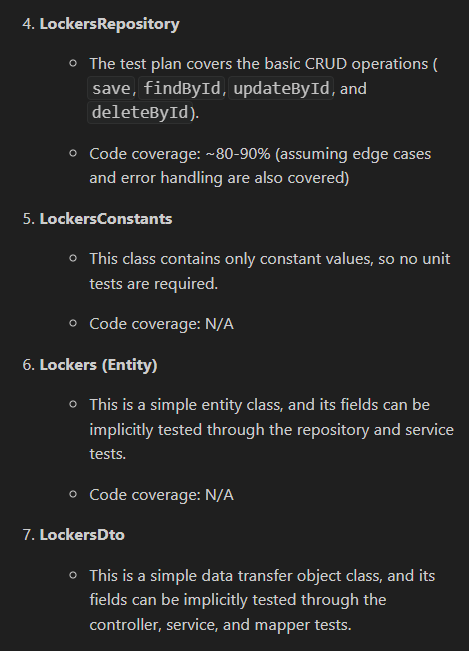 4. LockersRepository
○ The test plan covers the basic CRUD operations (
save, findById, updateById, and
deleteById).
○ Code coverage: ~80-90% (assuming edge cases
and error handling are also covered)
5. LockersConstants
○ This class contains only constant values, so no unit
tests are required.
○ Code coverage: N/A
6. Lockers (Entity)
○ This is a simple entity class, and its fields can be
implicitly tested through the repository and service
tests.
○ Code coverage: N/A
7. LockersDto
○ This is a simple data transfer object class, and its
fields can be implicitly tested through the
controller, service, and mapper tests.